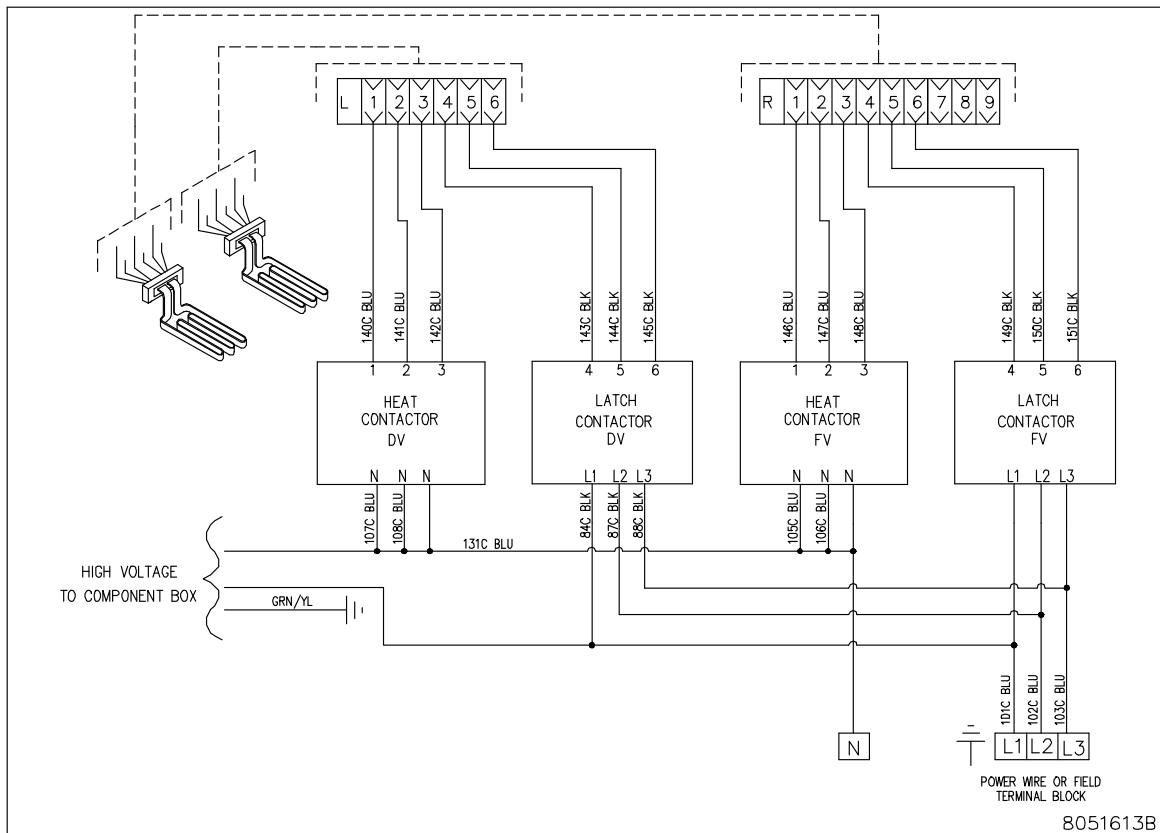 L 1 2 3 4 5 6
R 1 2 3 4 5 6 7 8 9
140C BLU
141C BLU
142C BLU
143C BLK
144C BLK
145C BLK
146C BLU
147C BLU
148C BLU
149C BLK
150C BLK
151C BLK
1 2 3
HEAT
CONTACTOR
DV
N N N
4 5 6
LATCH
CONTACTOR
DV
L1 L2 L3
1 2 3
HEAT
CONTACTOR
FV
N N N
4 5 6
LATCH
CONTACTOR
FV
L1 L2 L3
107C BLU
108C BLU
84C BLK
87C BLK
88C BLK
105C BLU
106C BLU
131C BLU
HIGH VOLTAGE
TO COMPONENT BOX
GRN/YL
101C BLU
102C BLU
103C BLU
N
L1 L2 L3
POWER WIRE OR FIELD
TERMINAL BLOCK
8051613B